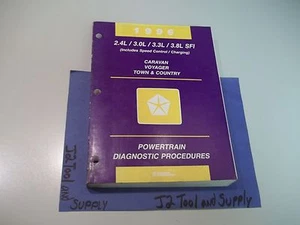 1996
2.4L / 3.0L / 3.3L / 3.8L SFI
(Includes Speed Control / Charging)
CARAVAN
VOYAGER
TOWN & COUNTRY
POWERTRAIN
DIAGNOSTIC PROCEDURES
J2
Tool
and
SUPPLY
J2 Tool and Supply